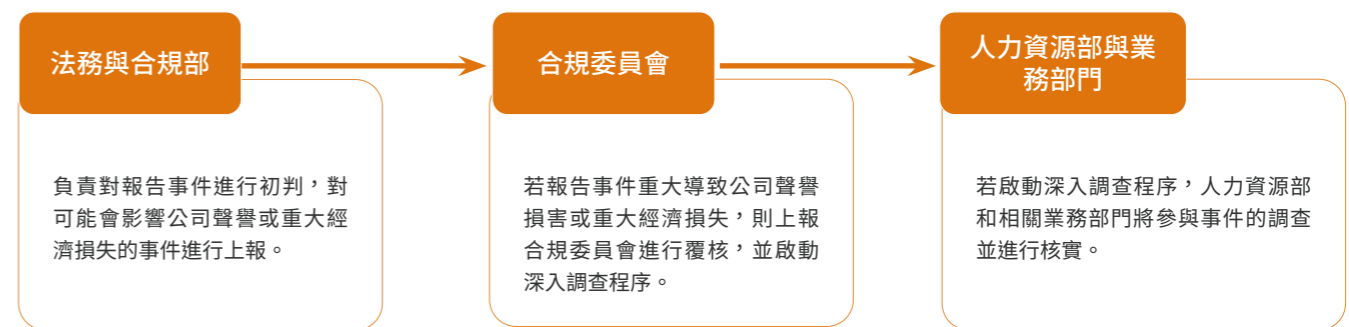 法務與合規部
負責對報告事件進行初判，對
可能會影響公司聲譽或重大經
濟損失的事件進行上報。
合規委員會
若報告事件重大導致公司聲譽
損害或重大經濟損失，則上報
合規委員會進行覆核，並啟動
深入調查程序。
人力資源部與業
務部門
若啟動深入調查程序，人力資源部
和相關業務部門將參與事件的調查
並進行核實。